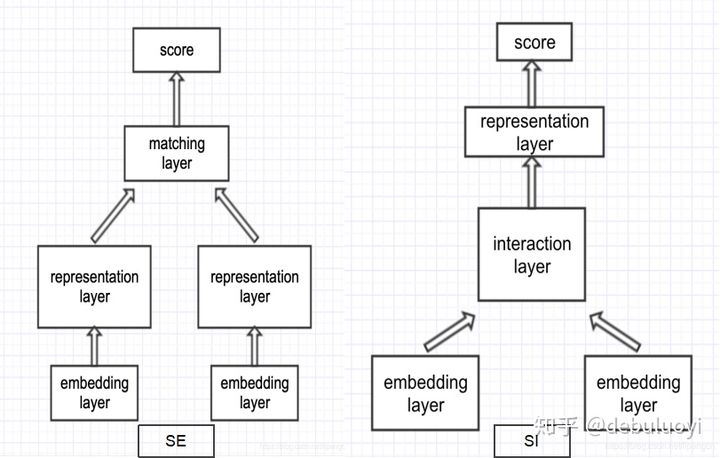 score
matching
layer
representation
layer
representation
layer
embedding
layer
embedding
layer
SE
score
representation
layer
interaction
layer
embedding
layer
embedding
layer
SI
知乎 @debuluoyi